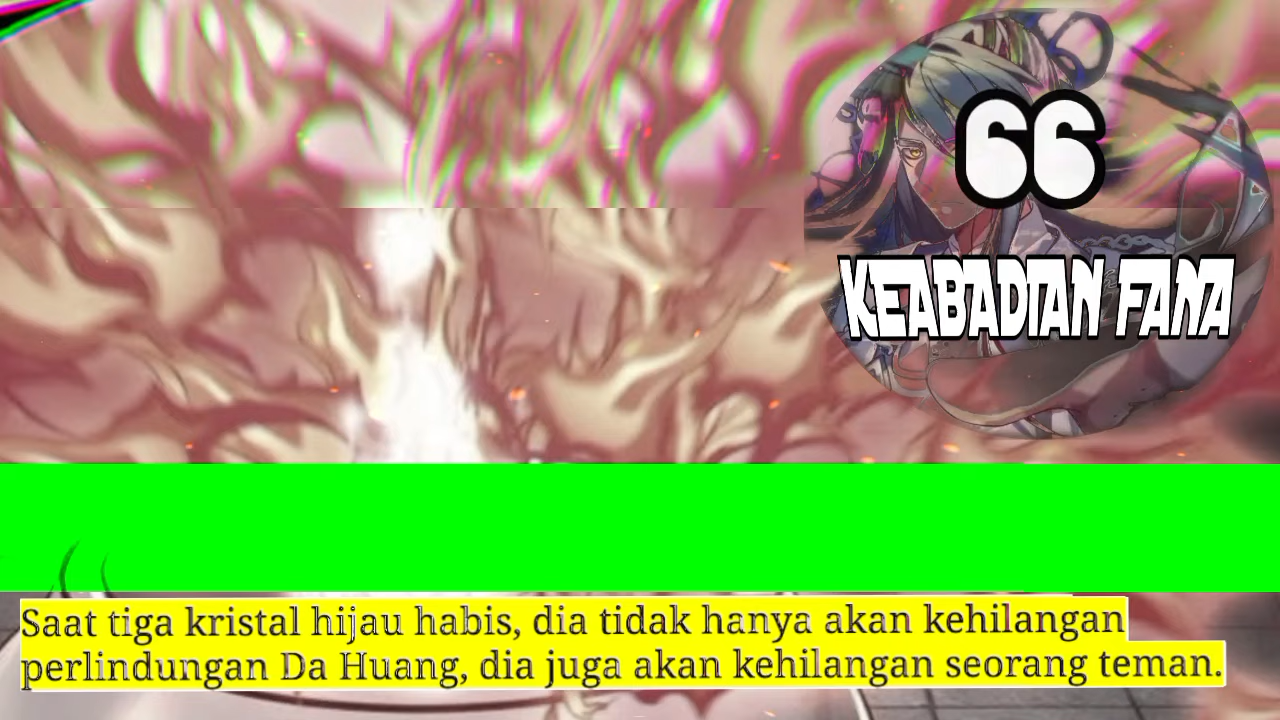 66
KEABADIAN FANA
Saat tiga kristal hijau habis, dia tidak hanya akan kehilangan
perlindungan Da Huang, dia juga akan kehilangan seorang teman.